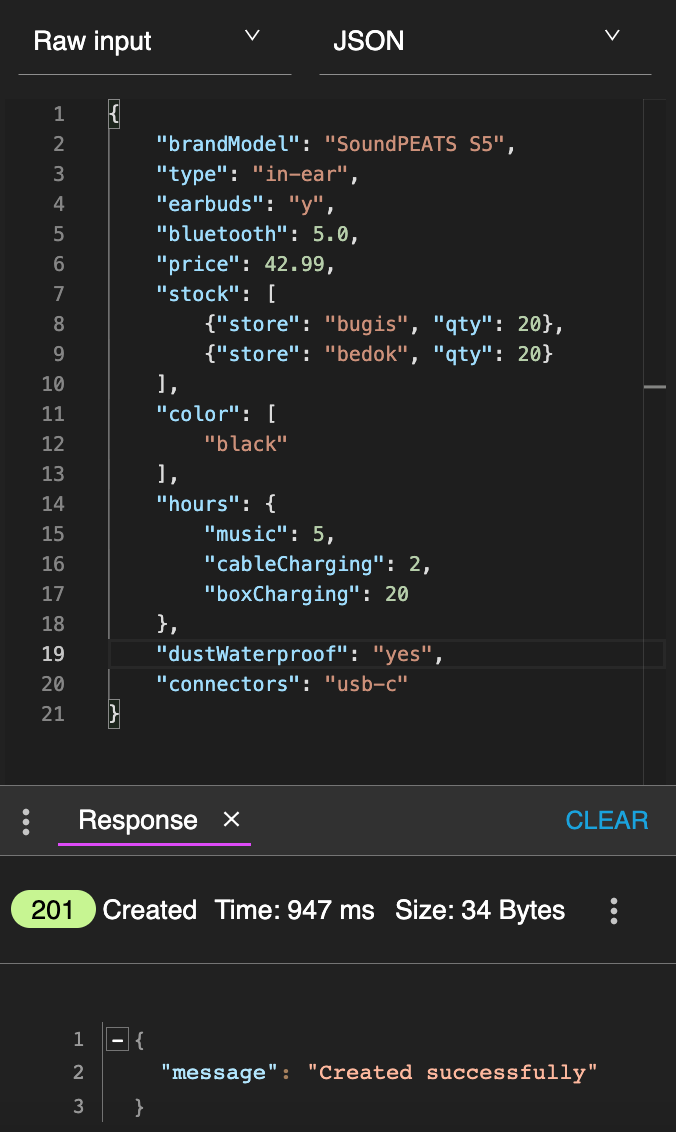 Raw input JSON
1 {
2 "brandModel": "SoundPEATS S5",
3 "type": "in-ear",
4 "earbuds": "y",
5 "bluetooth": 5.0,
6 "price": 42.99,
7 "stock": [
8 {"store": "bugis", "qty": 20},
9 {"store": "bedok", "qty": 20}
10 ],
11 "color": [
12 "black"
13 ],
14 "hours": {
15 "music": 5,
16 "cableCharging": 2,
17 "boxCharging": 20
18 },
19 "dustWaterproof": "yes",
20 "connectors": "usb-c"
21 }
Response × CLEAR
201 Created Time: 947 ms Size: 34 Bytes
1 {
2 "message": "Created successfully"
3 }